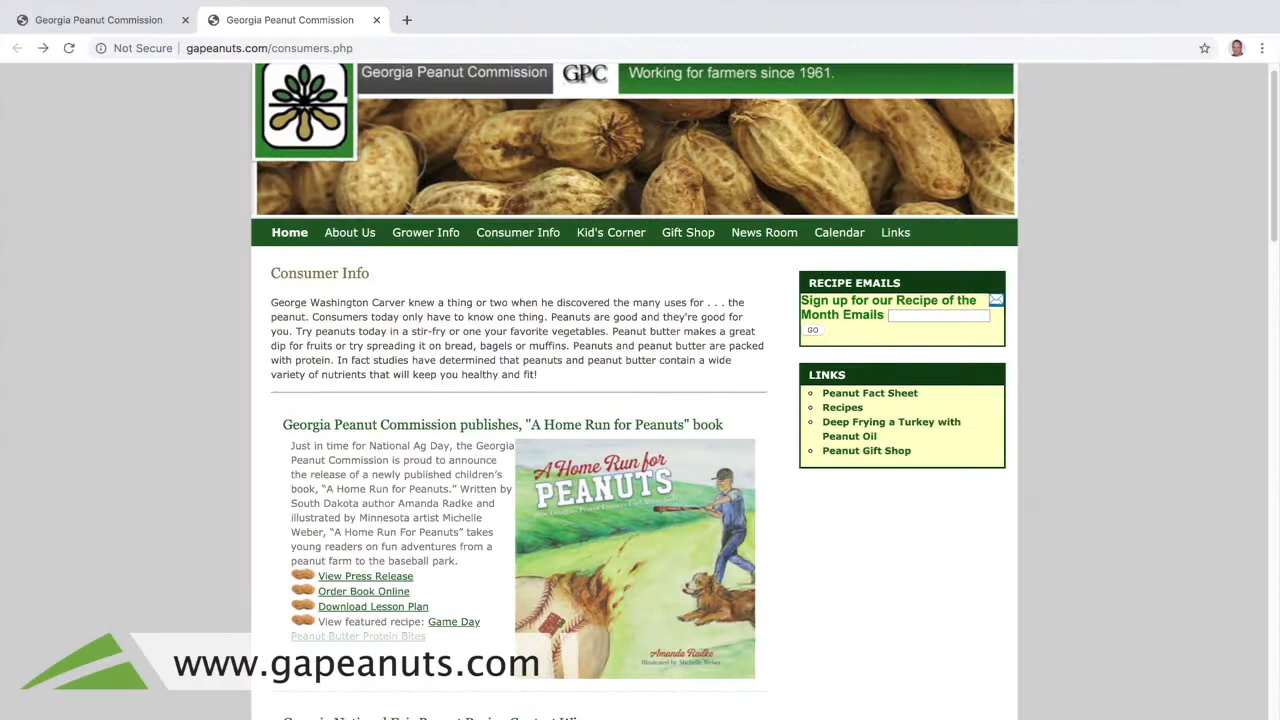 Georgia Peanut Commission
Georgia Peanut Commission
Not Secure
gapeanuts.com/consumers.php
Georgia Peanut Commission
GPC
Working for farmers since 1961.
Home About Us Grower Info Consumer Info Kid's Corner Gift Shop News Room Calendar Links
Consumer Info
George Washington Carver knew a thing or two when he discovered the many uses for . . . the
peanut. Consumers today only have to know one thing. Peanuts are good and they're good for
you. Try peanuts today in a stir-fry or one your favorite vegetables. Peanut butter makes a great
dip for fruits or try spreading it on bread, bagels or muffins. Peanuts and peanut butter are packed
with protein. In fact studies have determined that peanuts and peanut butter contain a wide
variety of nutrients that will keep you healthy and fit!
Georgia Peanut Commission publishes, "A Home Run for Peanuts" book
Just in time for National Ag Day, the Georgia
Peanut Commission is proud to announce
the release of a newly published children's
book, “A Home Run for Peanuts.” Written by
South Dakota author Amanda Radke and
illustrated by Minnesota artist Michelle
Weber, “A Home Run For Peanuts” takes
young readers on fun adventures from a
peanut farm to the baseball park.
View Press Release
Order Book Online
Download Lesson Plan
View featured recipe: Game Day
Peanut Butter Protein Bites
A Home Run for
PEANUTS
Amanda Radke
Illustrated by Michelle Weber
RECIPE EMAILS
Sign up for our Recipe of the
Month Emails
GO
LINKS
Peanut Fact Sheet
Recipes
Deep Frying a Turkey with
Peanut Oil
Peanut Gift Shop
www.gapeanuts.com